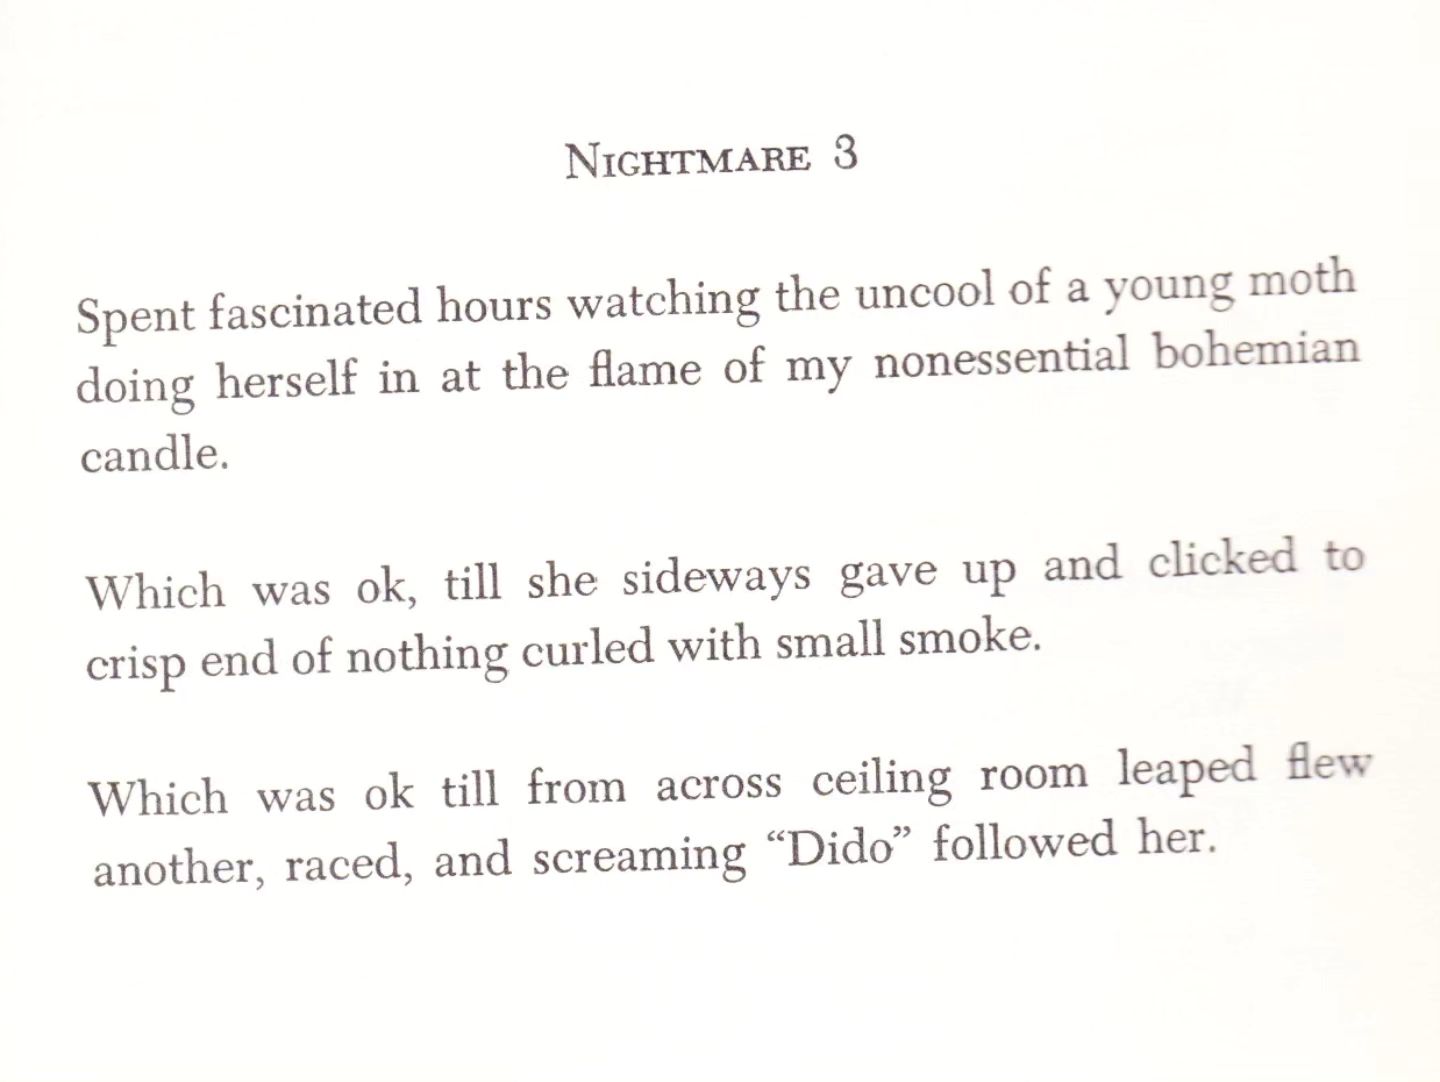 NIGHTMARE 3
Spent fascinated hours watching the uncool of a young moth
doing herself in at the flame of my nonessential bohemian
candle.
Which was ok, till she sideways gave up and clicked to
crisp end of nothing curled with small smoke.
Which was ok till from across ceiling room leaped flew
another, raced, and screaming “Dido” followed her.